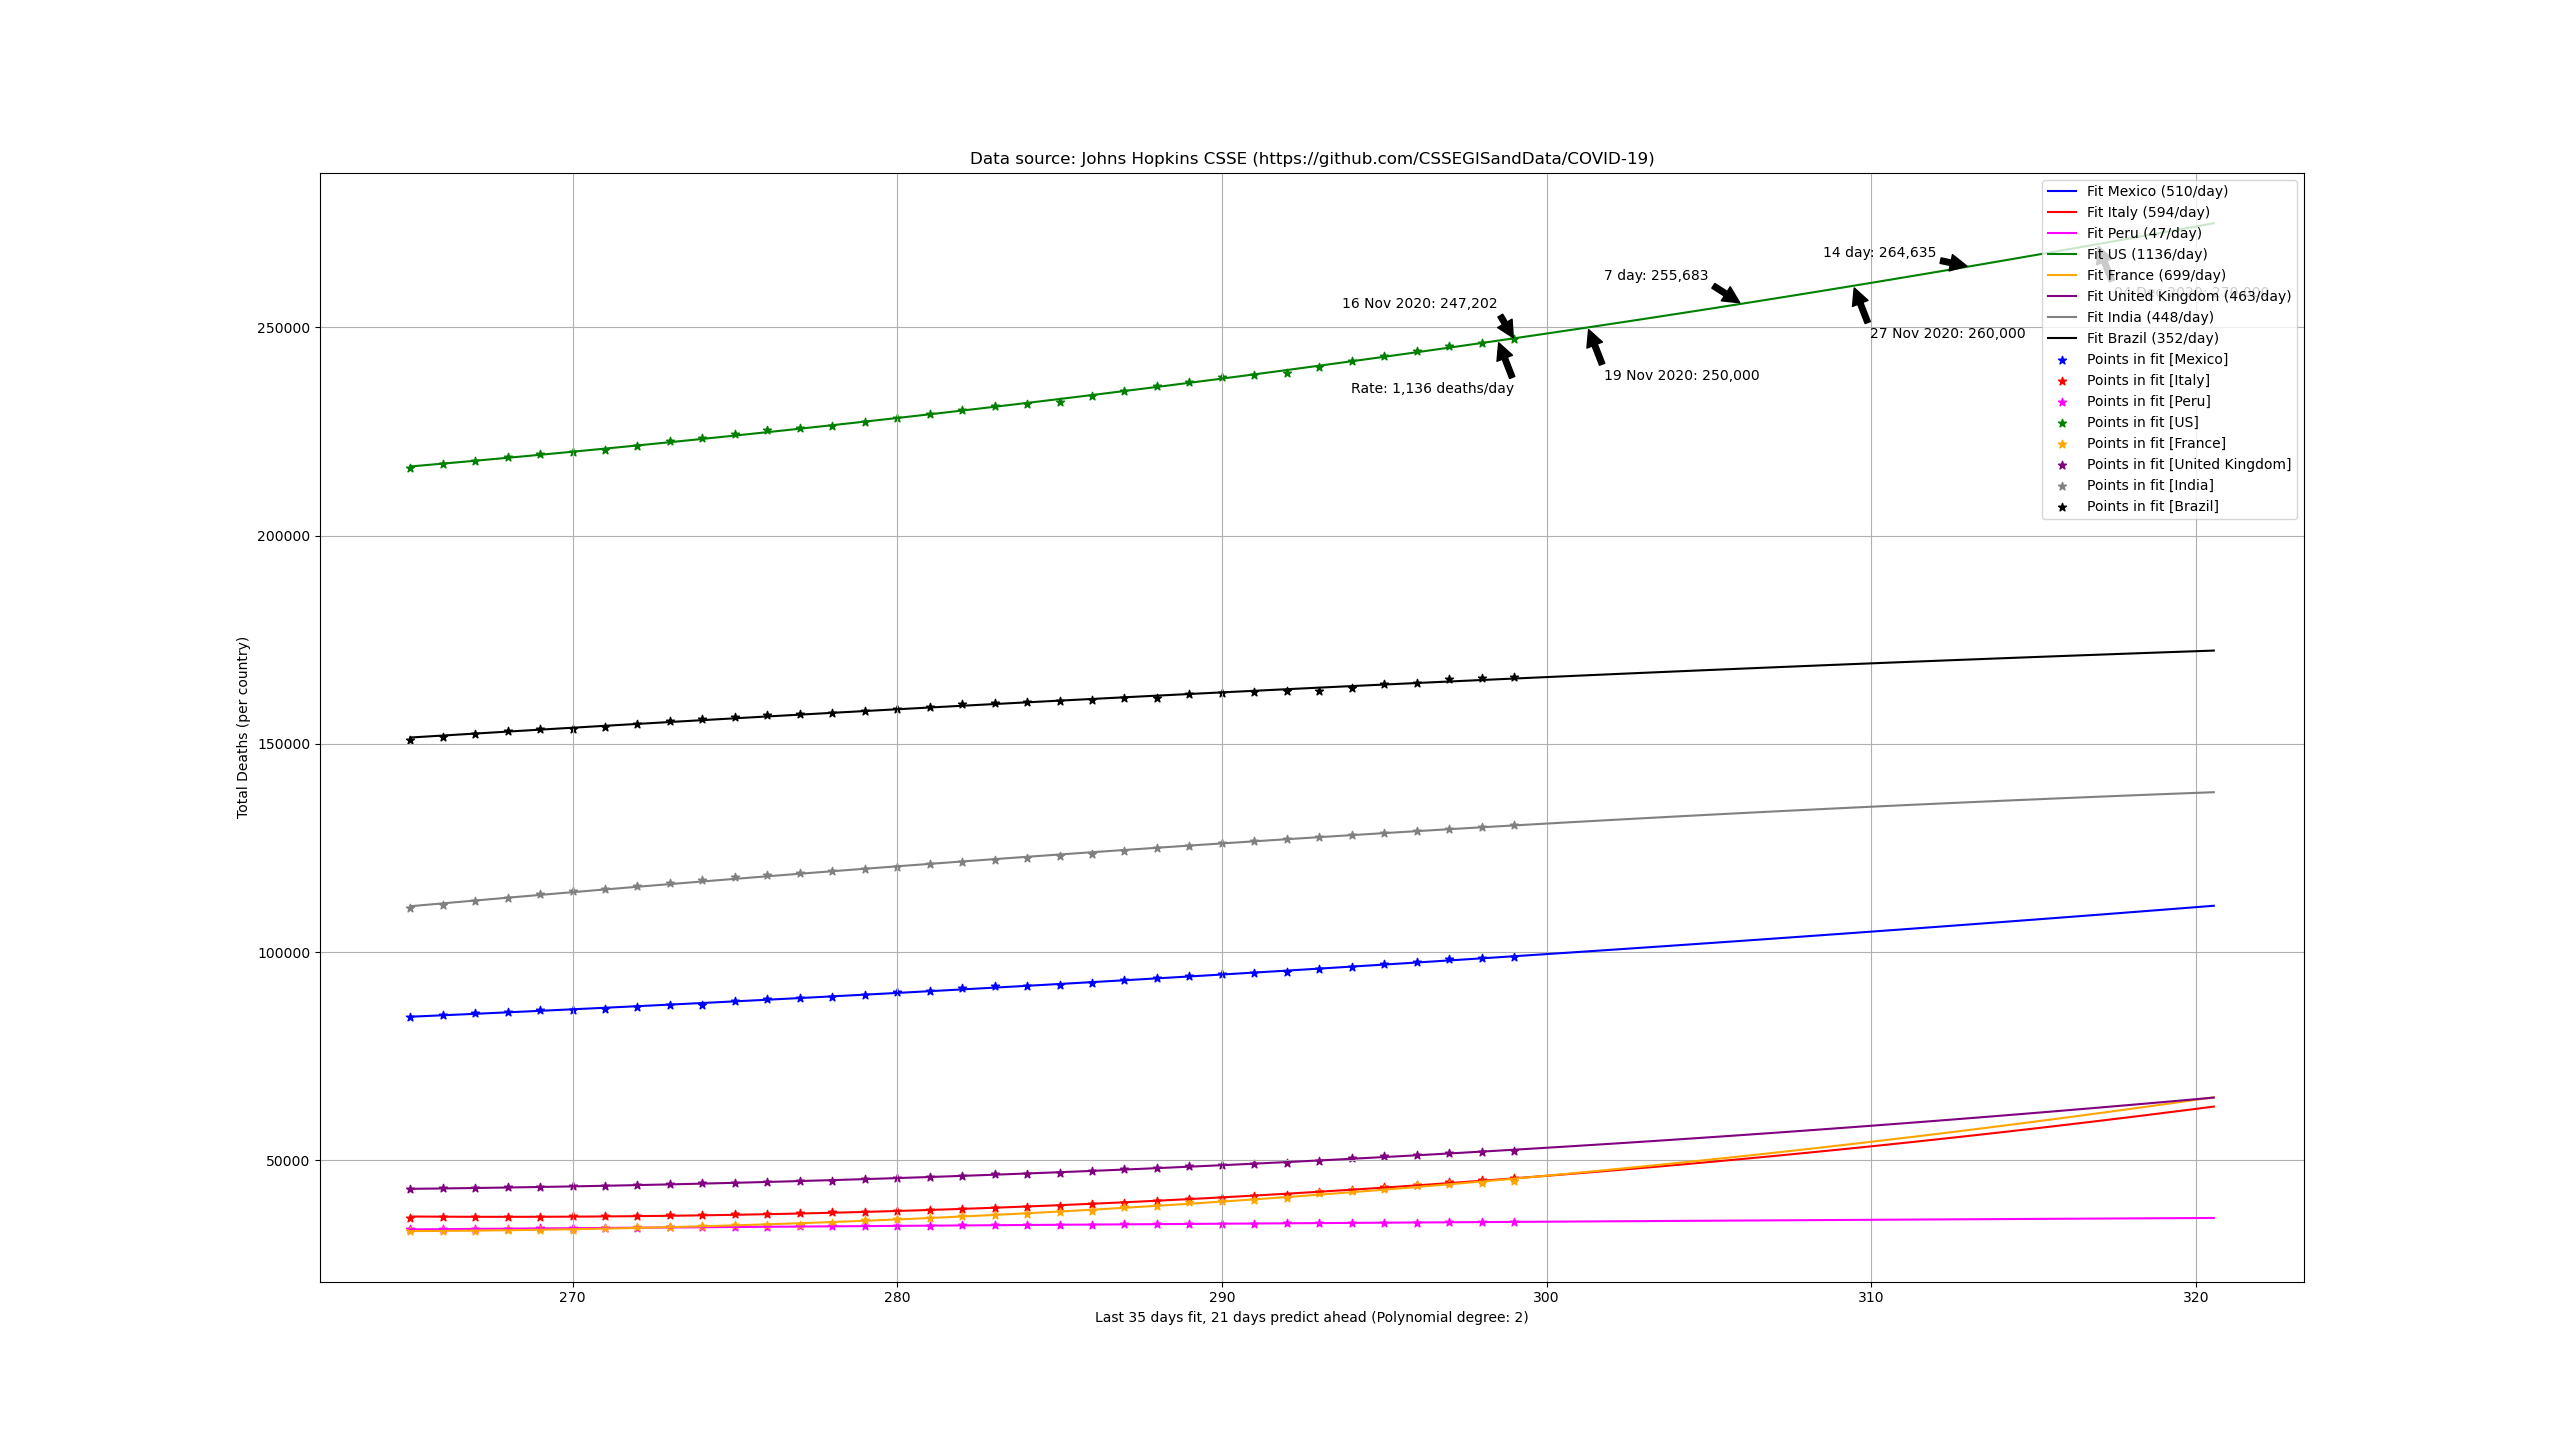 Data source: Johns Hopkins CSSE (https://github.com/CSSEGISandData/COVID-19)
Fit Mexico (510/day)
Fit Italy (594/day)
Fit Peru (47/day)
Fit US (1136/day)
Fit France (699/day)
Fit United Kingdom (463/day)
Fit India (448/day)
Fit Brazil (352/day)
Points in fit [Mexico]
Points in fit [Italy]
Points in fit [Peru]
Points in fit [US]
Points in fit [France]
Points in fit [United Kingdom]
Points in fit [India]
Points in fit [Brazil]
14 day: 264,635
7 day: 255,683
16 Nov 2020: 247,202
27 Nov 2020: 260,000
19 Nov 2020: 250,000
Rate: 1,136 deaths/day
250000
200000
150000
100000
50000
Total Deaths (per country)
270
280
290
300
310
320
Last 35 days fit, 21 days predict ahead (Polynomial degree: 2)